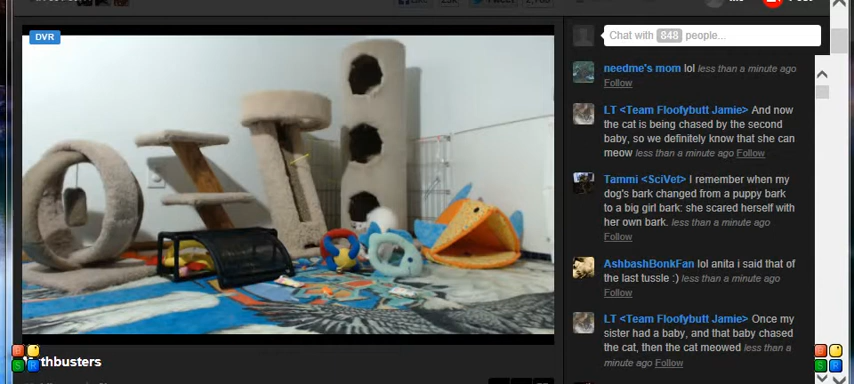 DVR
Chat with 848 people...
needme's mom lol less than a minute ago
Follow
LT <Team Floofybutt Jamie> And now
the cat is being chased by the second
baby, so we definitely know that she can
meow less than a minute ago Follow
Tammi <SciVet> I remember when my
dog's bark changed from a puppy bark
to a big girl bark: she scared herself with
her own bark. less than a minute ago
Follow
AshbashBonkFan lol anita i said that of
the last tussle :) less than a minute ago
Follow
LT <Team Floofybutt Jamie> Once my
sister had a baby, and that baby chased
the cat, then the cat meowed less than a
minute ago Follow
thbusters
S R
S R